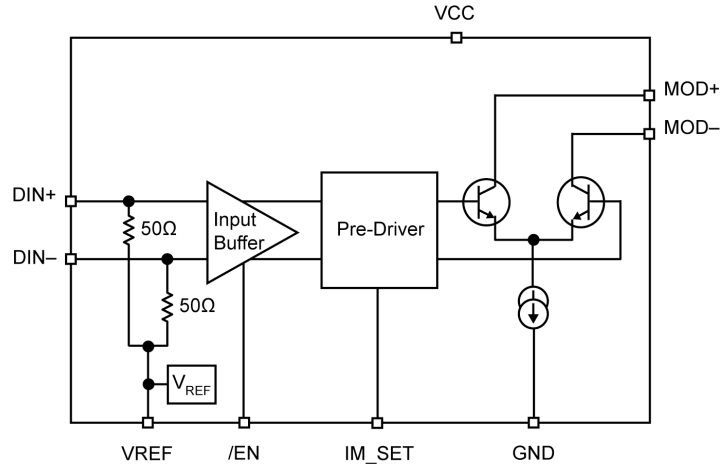 VCC
MOD+
MOD–
DIN+
50Ω
Input
Buffer
Pre-Driver
DIN–
50Ω
VREF
VREF
/EN
IM_SET
GND